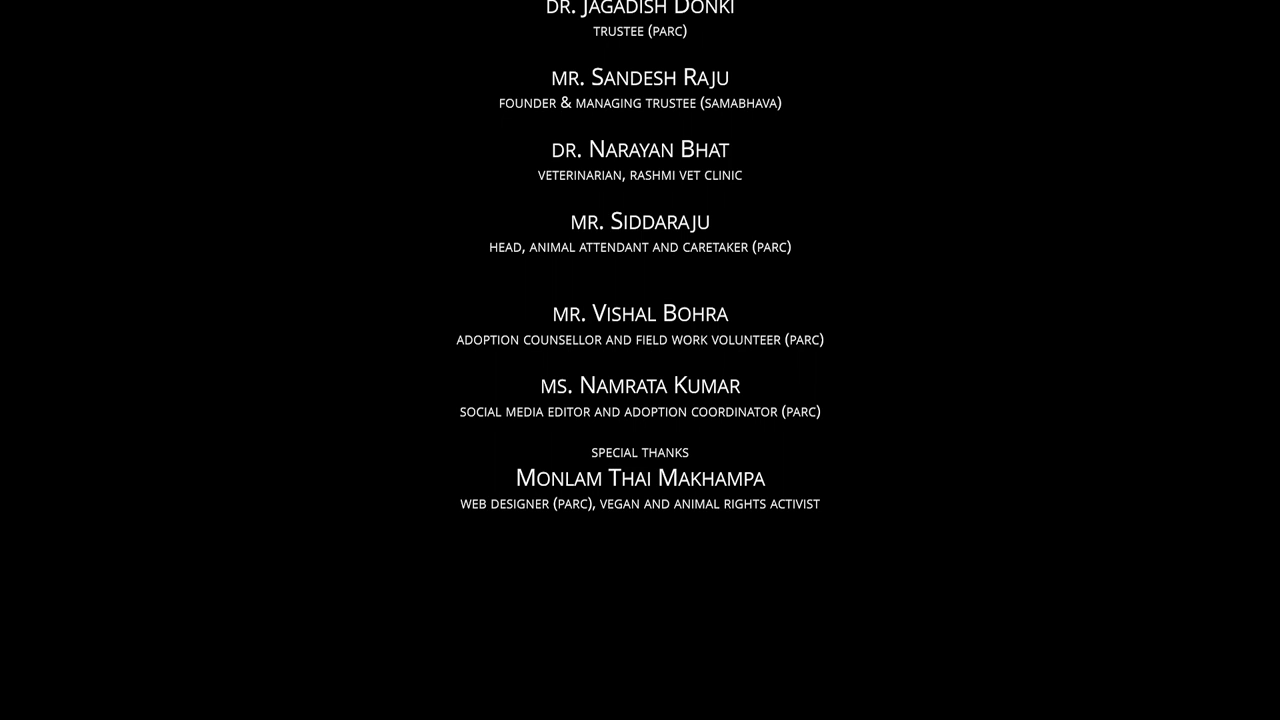 DR. JAGADISH DONKI
TRUSTEE (PARC)
MR. SANDESH RAJU
FOUNDER & MANAGING TRUSTEE (SAMABHAVA)
DR. NARAYAN BHAT
VETERINARIAN, RASHMI VET CLINIC
MR. SIDDARAJU
HEAD, ANIMAL ATTENDANT AND CARETAKER (PARC)
MR. VISHAL BOHRA
ADOPTION COUNSELLOR AND FIELD WORK VOLUNTEER (PARC)
MS. NAMRATA KUMAR
SOCIAL MEDIA EDITOR AND ADOPTION COORDINATOR (PARC)
SPECIAL THANKS
MONLAM THAI MAKHAMPA
WEB DESIGNER (PARC), VEGAN AND ANIMAL RIGHTS ACTIVIST